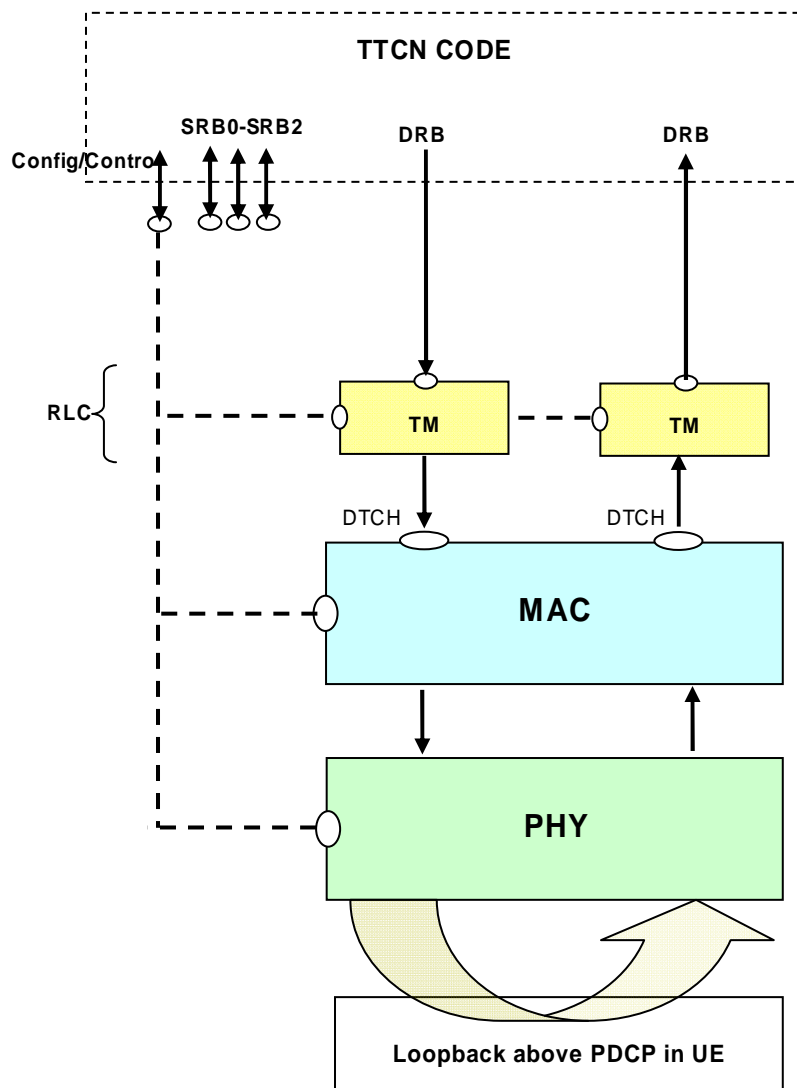 TTCN CODE
SRB0-SRB2
DRB
DRB
Config/Contro
RLC
TM
TM
DTCH
DTCH
MAC
PHY
Loopback above PDCP in UE